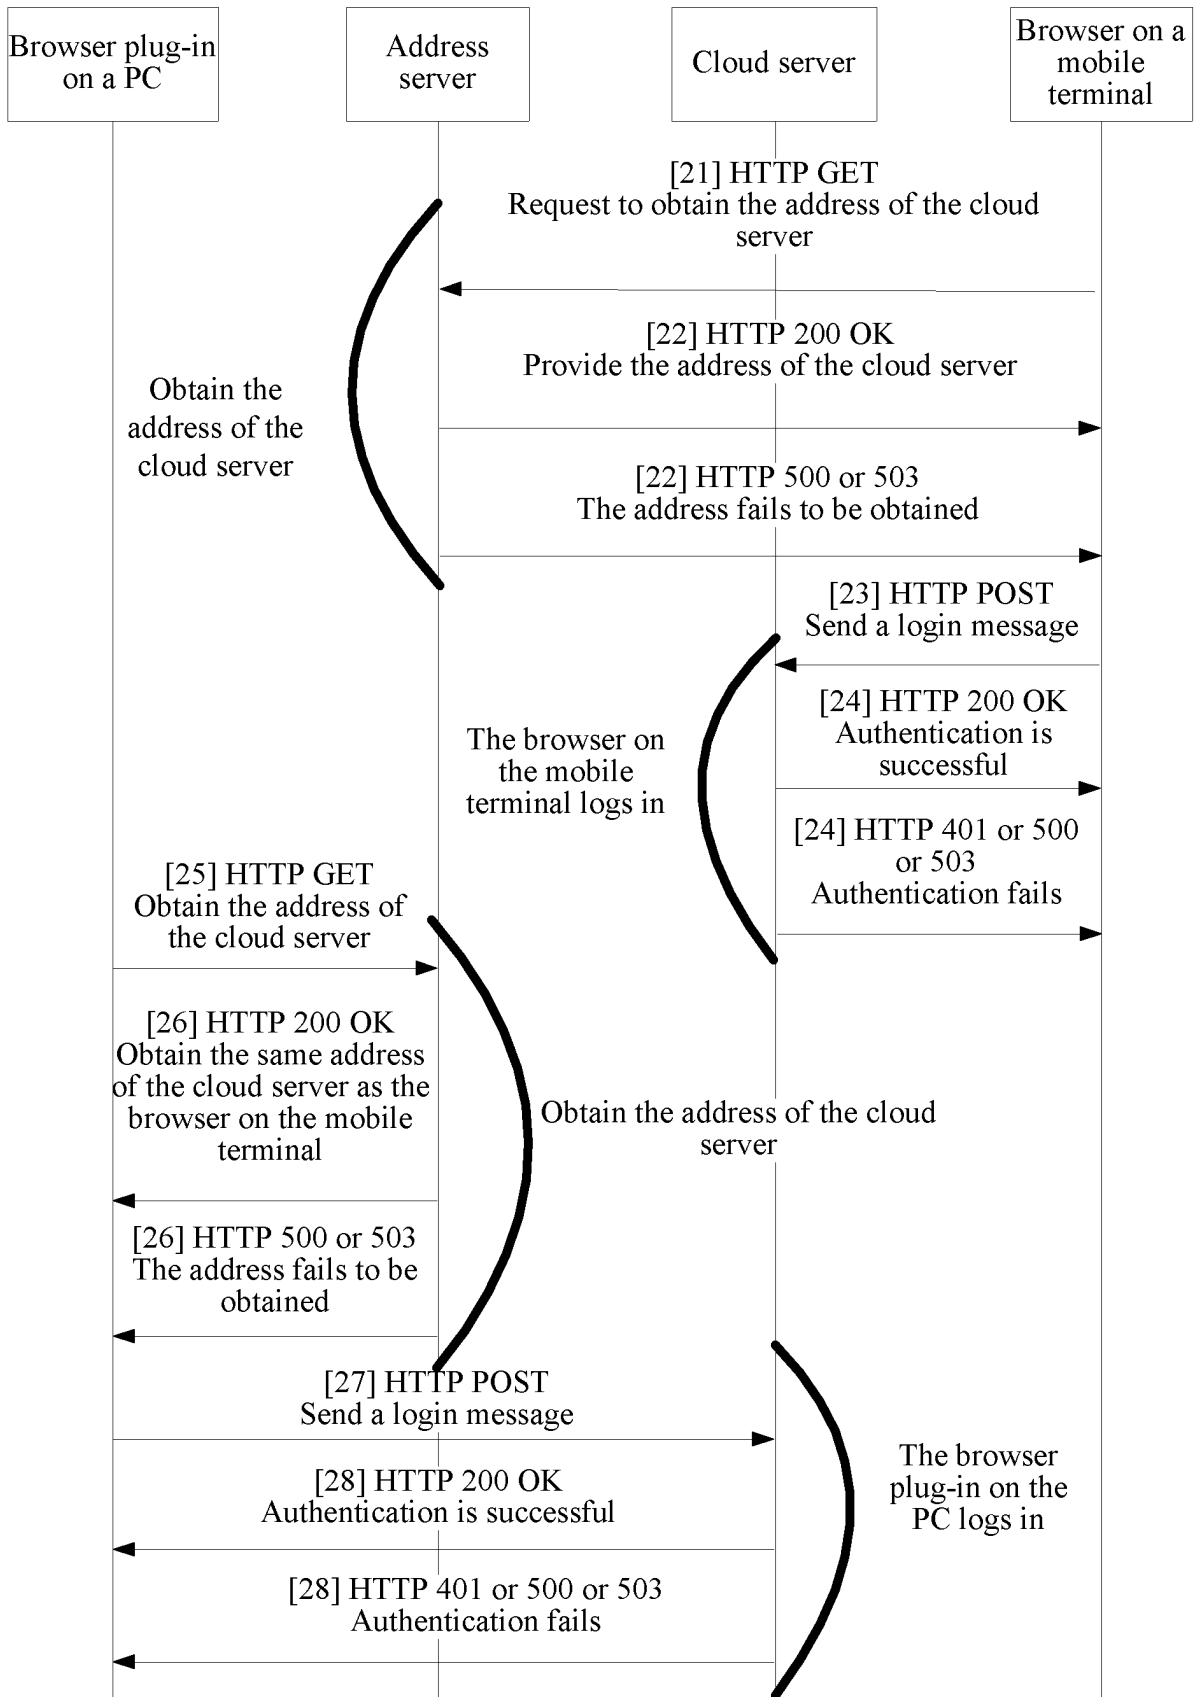 Browser plug-in
on a PC
Address
server
Cloud server
Browser on a
mobile
terminal
[21] HTTP GET
Request to obtain the address of the cloud
server
[22] HTTP 200 OK
Provide the address of the cloud server
Obtain the
address of the
cloud server
[22] HTTP 500 or 503
The address fails to be obtained
[23] HTTP POST
Send a login message
[24] HTTP 200 OK
Authentication is
successful
The browser on
the mobile
terminal logs in
[24] HTTP 401 or 500
or 503
Authentication fails
[25] HTTP GET
Obtain the address of
the cloud server
[26] HTTP 200 OK
Obtain the same address
of the cloud server as the
browser on the mobile
terminal
Obtain the address of the cloud
server
[26] HTTP 500 or 503
The address fails to be
obtained
[27] HTTP POST
Send a login message
[28] HTTP 200 OK
Authentication is successful
The browser
plug-in on the
PC logs in
[28] HTTP 401 or 500 or 503
Authentication fails